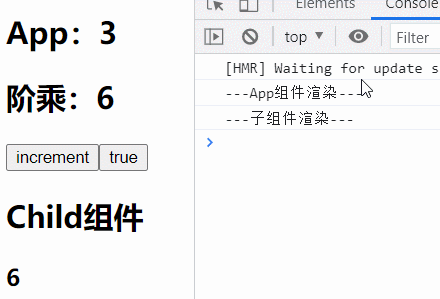 App：3
阶乘：6
increment true
Child组件
6
Elements Console
top ▼ Filter
[HMR] Waiting for update s
---App组件渲染---
---子组件渲染---